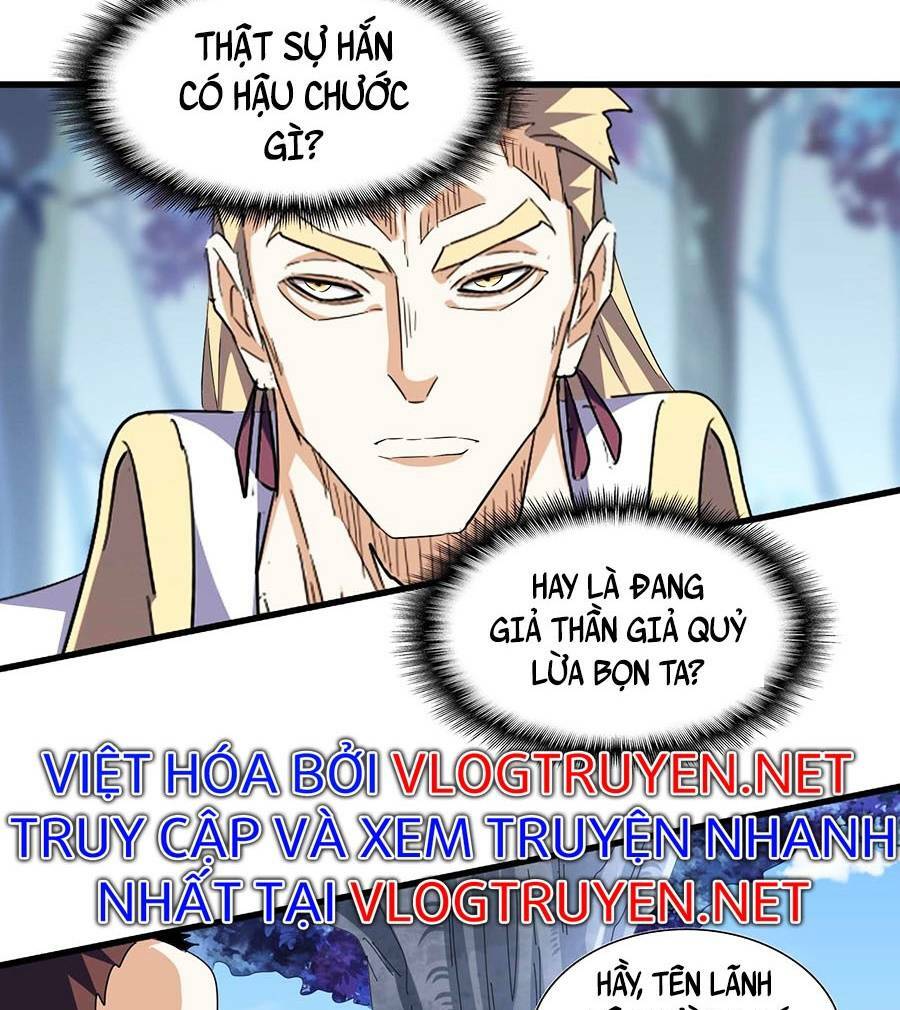 THẬT SỰ HẮN
CÓ HẬU CHƯỚC
GÌ?
HAY LÀ ĐANG
GIẢ THẦN GIẢ QUỶ
LỪA BỌN TA?
VIỆT HÓA BỞI VLOGTRUYEN.NET
TRUY CẬP VÀ XEM TRUYỆN NHANH
NHẤT TẠI VLOGTRUYEN.NET
HẦY, TÊN LÃNH